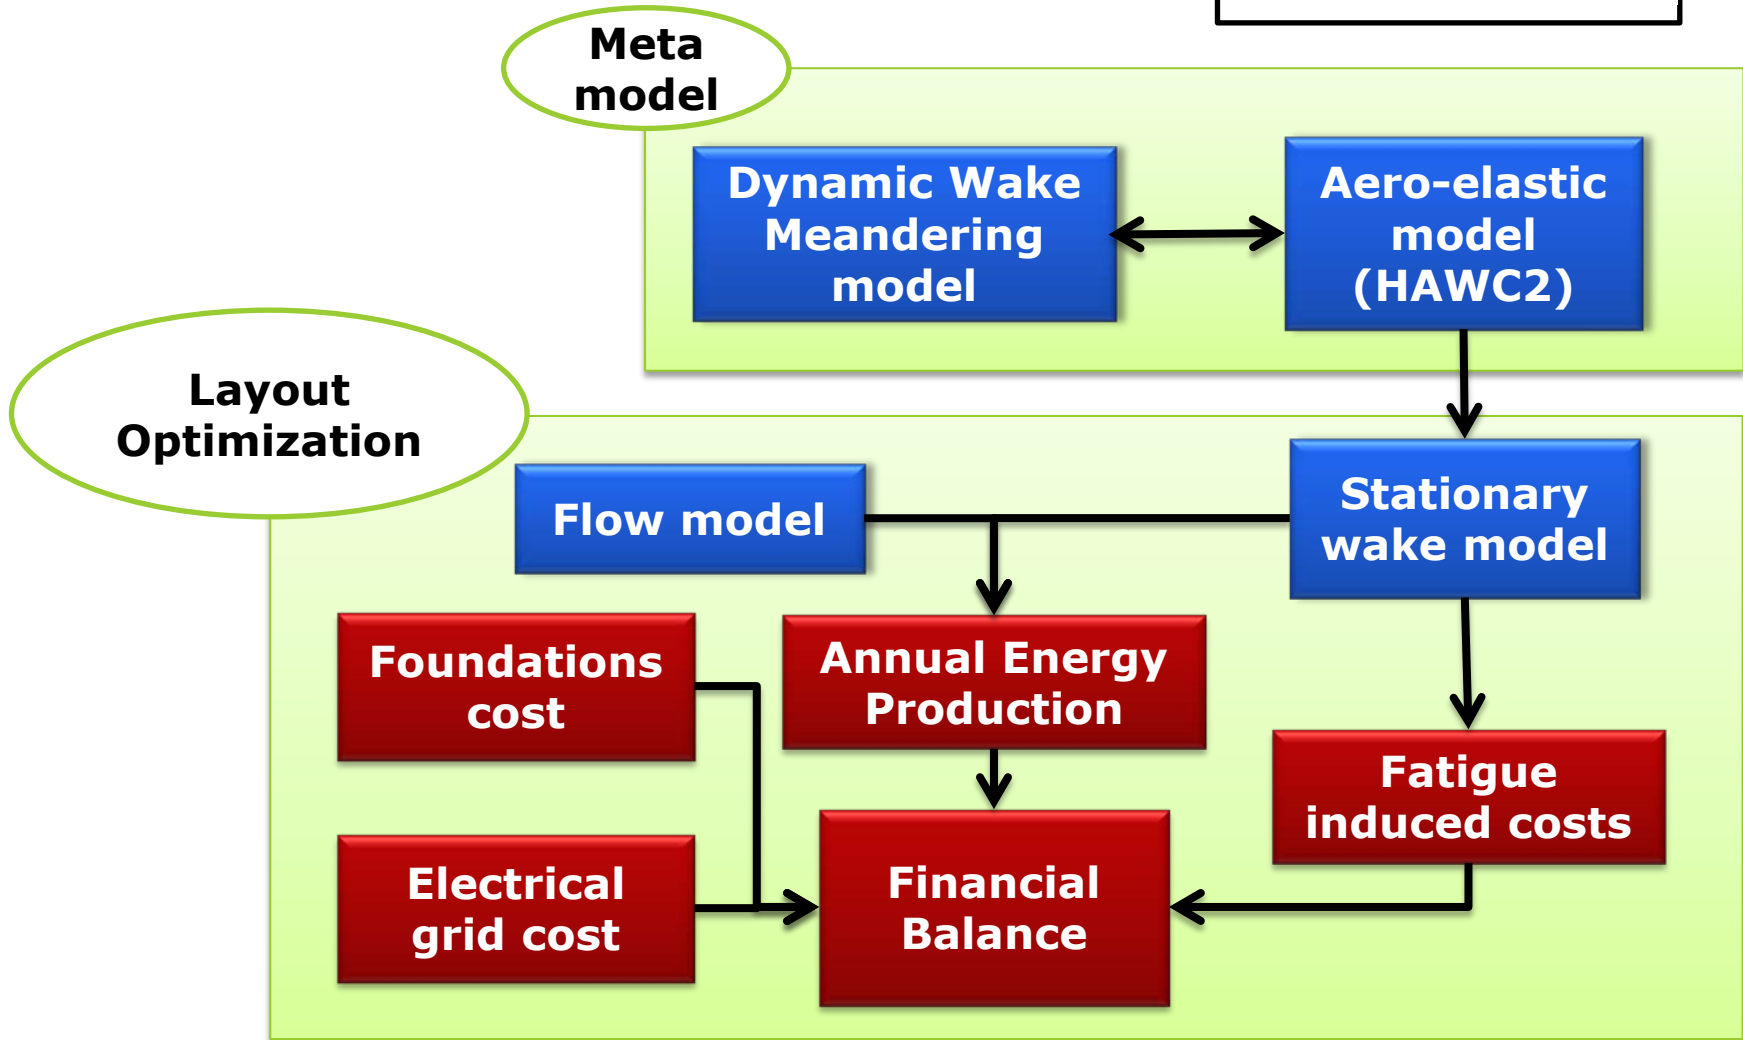 Meta
model
Dynamic Wake
Meandering
model
Aero-elastic
model
(HAWC2)
Layout
Optimization
Flow model
Stationary
wake model
Foundations
cost
Annual Energy
Production
Fatigue
induced costs
Electrical
grid cost
Financial
Balance